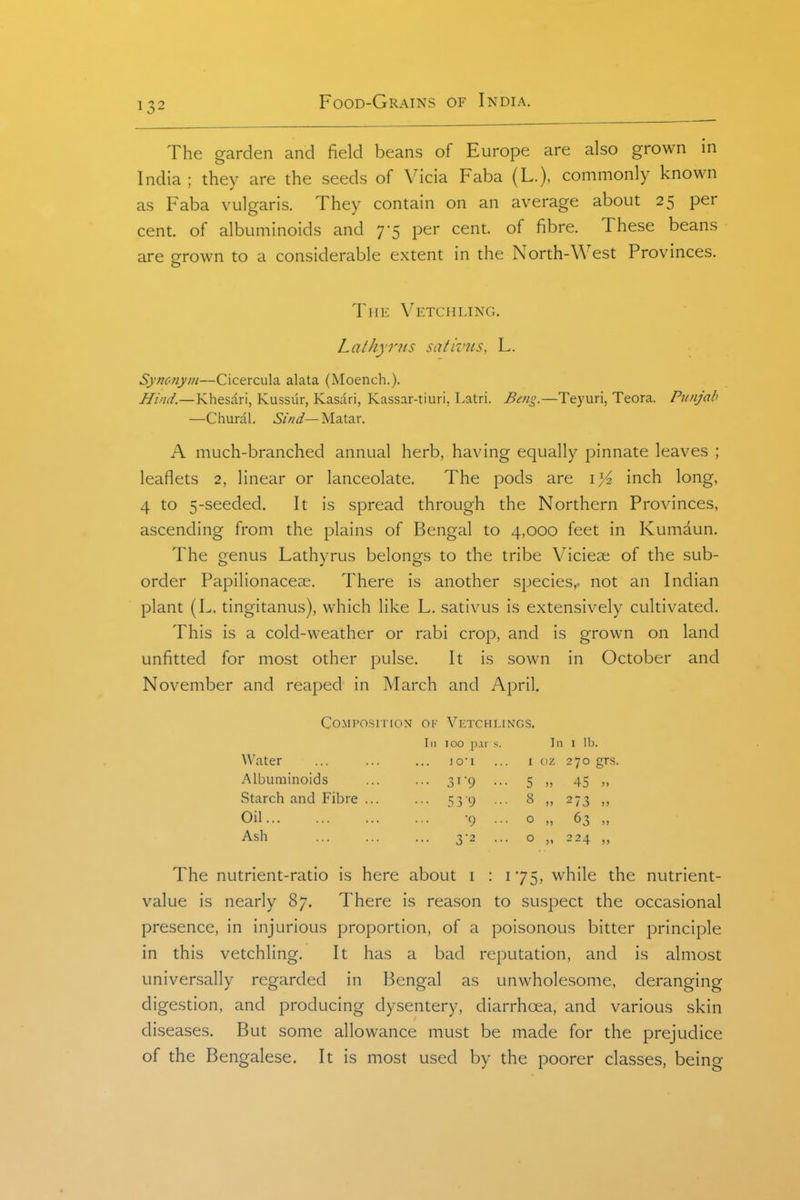 132
Food-Grains of India.
The garden and field beans of Europe are also grown in
India ; they are the seeds of Vicia Faba (L.), commonly known
as Faba vulgaris. They contain on an average about 25 per
cent. of albuminoids and 7·5 per cent. of fibre. These beans
are grown to a considerable extent in the North-West Provinces.
The Vetchling.
Lathyrus sativus, L.
Synonym—Cicercula alata (Moench.).
Hind.—Khesári, Kussúr, Kasári, Kassar-tiuri, Latri. Beng.—Teyuri, Teora. Punjab
—Churál. Sind—Matar.
A much-branched annual herb, having equally pinnate leaves ;
leaflets 2, linear or lanceolate. The pods are 1½ inch long,
4 to 5-seeded. It is spread through the Northern Provinces,
ascending from the plains of Bengal to 4,000 feet in Kumáun.
The genus Lathyrus belongs to the tribe Vicieæ of the sub-
order Papilionaceæ. There is another species, not an Indian
plant (L. tingitanus), which like L. sativus is extensively cultivated.
This is a cold-weather or rabi crop, and is grown on land
unfitted for most other pulse. It is sown in October and
November and reaped in March and April.
Composition of Vetchlings.
In 100 par s. In 1 lb.
Water ... ... ... 10·1 ... 1 oz 270 grs.
Albuminoids ... ... 31·9 ... 5 „ 45 „
Starch and Fibre ... ... 53·9 ... 8 „ 273 „
Oil... ... ... ... ·9 ... 0 „ 63 „
Ash ... ... ... 3·2 ... 0 „ 224 „
The nutrient-ratio is here about 1 : 1·75, while the nutrient-
value is nearly 87. There is reason to suspect the occasional
presence, in injurious proportion, of a poisonous bitter principle
in this vetchling. It has a bad reputation, and is almost
universally regarded in Bengal as unwholesome, deranging
digestion, and producing dysentery, diarrhœa, and various skin
diseases. But some allowance must be made for the prejudice
of the Bengalese. It is most used by the poorer classes, being